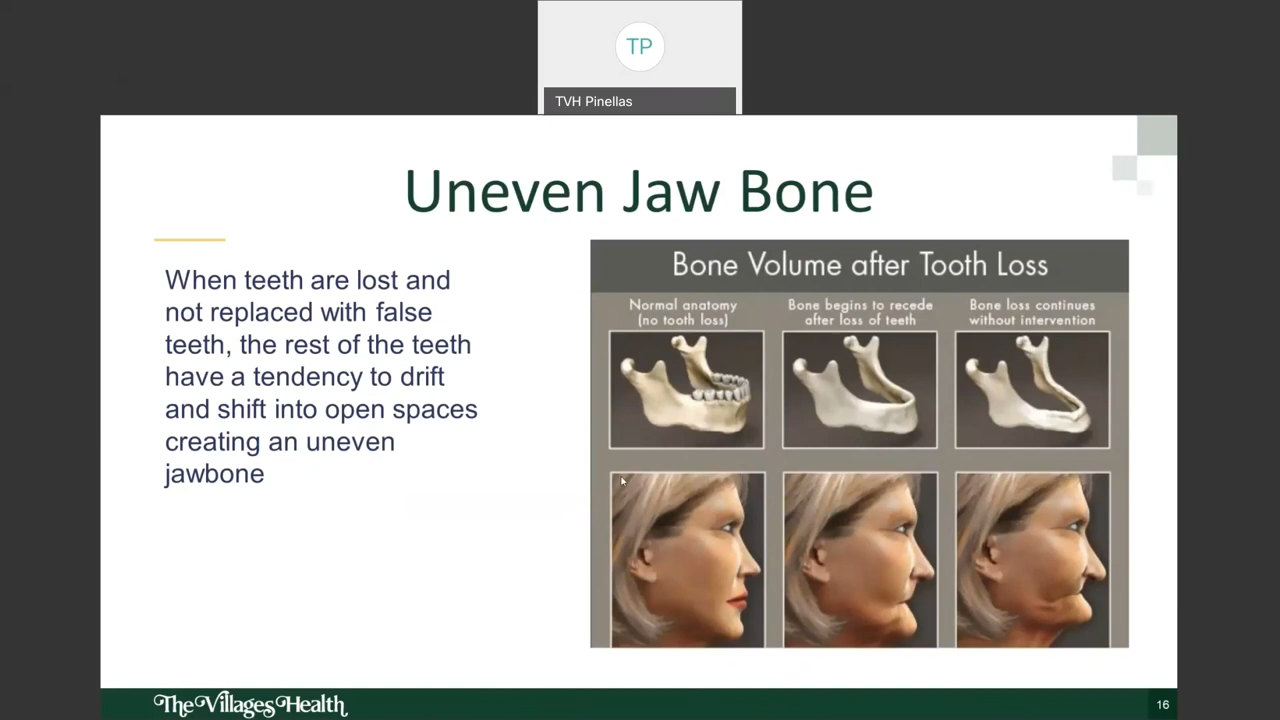 TP
TVH Pinellas
Uneven Jaw Bone
When teeth are lost and
not replaced with false
teeth, the rest of the teeth
have a tendency to drift
and shift into open spaces
creating an uneven
jawbone
Bone Volume after Tooth Loss
Normal anatomy
(no tooth loss)
Bone begins to recede
after loss of teeth
Bone loss continues
without intervention
The Villages Health
16